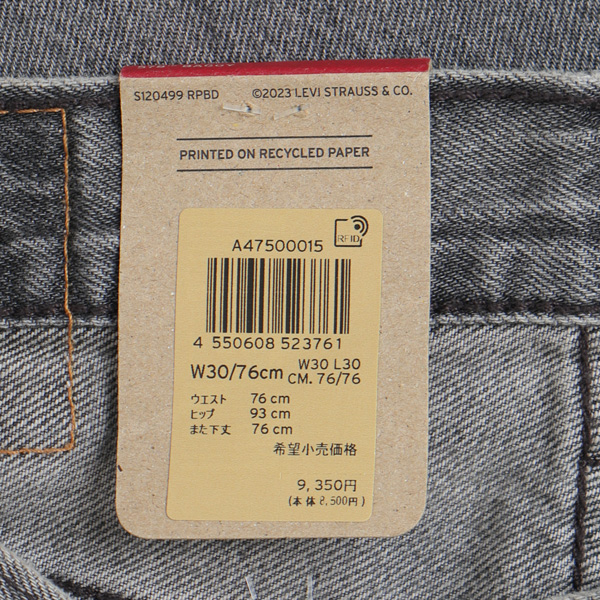 S120499 RPBD ©2023 LEVI STRAUSS & CO.
PRINTED ON RECYCLED PAPER
RFID
A47500015
4 550608 523761
W30/76cm W30 L30
CM. 76/76
ウエスト 76 cm
ヒップ 93 cm
また下丈 76 cm
希望小売価格
9,350円
(本体 8,500円)